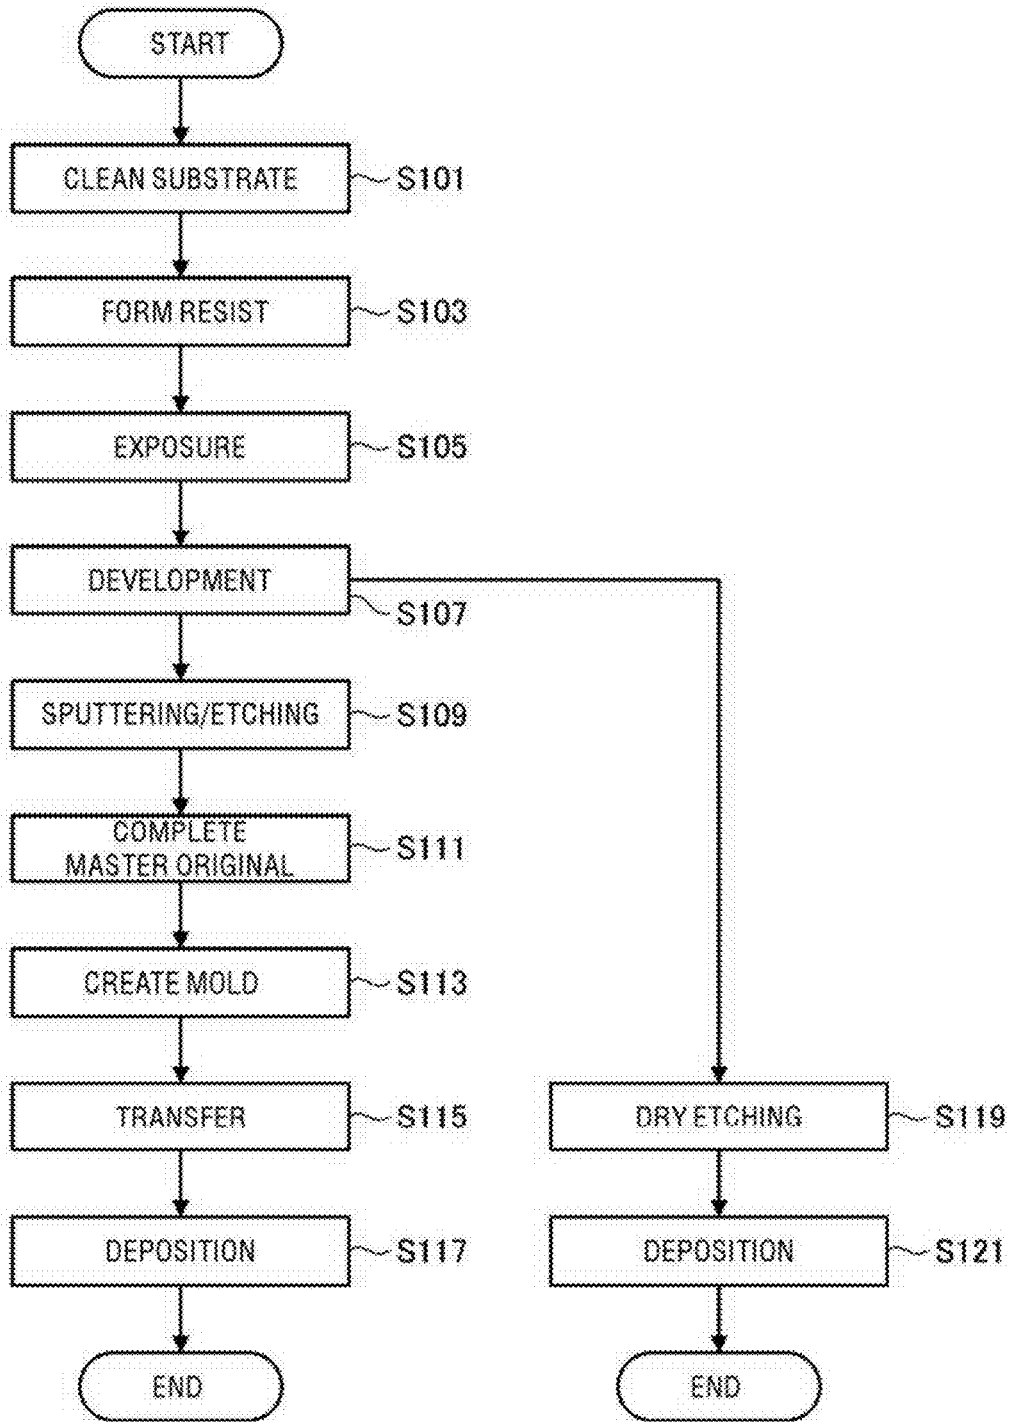 START
CLEAN SUBSTRATE
S101
FORM RESIST
S103
EXPOSURE
S105
DEVELOPMENT
S107
SPUTTERING/ETCHING
S109
COMPLETE
MASTER ORIGINAL
S111
CREATE MOLD
S113
TRANSFER
S115
DRY ETCHING
S119
DEPOSITION
S117
DEPOSITION
S121
END
END